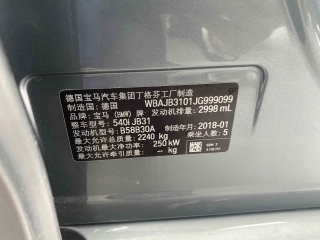 德国宝马汽车集团丁格芬工厂制造
制造国：德国 WBAJB3101JG999099
品牌：宝马 (BMW) 牌 发动机排量：2998 mL
整车型号：540i JB31
发动机型号：B58B30A 制造年月：2018-01
最大允许总质量：2240 kg 乘坐人数：5
发动机最大净功率：250 kW
最大允许牵引质量：-- kg